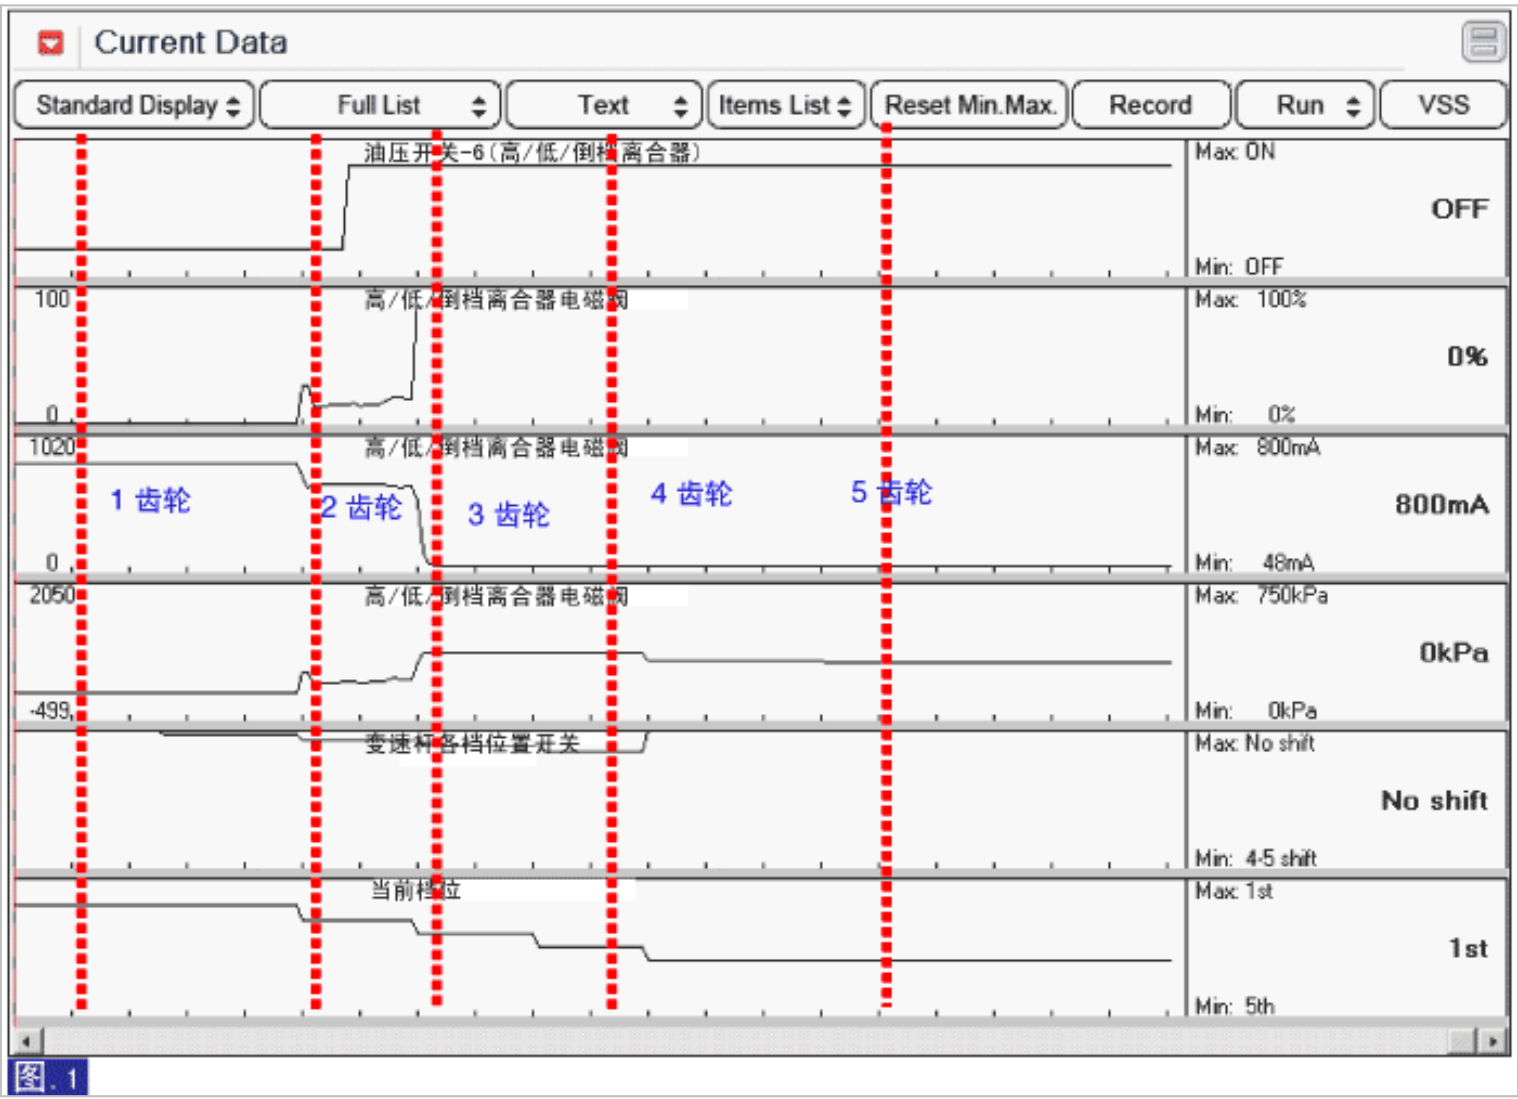 Current Data
Standard Display Full List Text Items List Reset Min.Max. Record Run VSS
油压开关-6(高/低/倒档离合器)
Max: ON
OFF
Min: OFF
100
高/低/倒档离合器电磁阀
Max: 100%
0%
0
Min: 0%
1020
高/低/倒档离合器电磁阀
Max: 800mA
1 齿轮 2 齿轮 3 齿轮 4 齿轮 5 齿轮
800mA
0
Min: 48mA
2050
高/低/倒档离合器电磁阀
Max: 750kPa
0kPa
-499
Min: 0kPa
变速杆各档位置开关
Max: No shift
No shift
Min: 4-5 shift
当前档位
Max: 1st
1st
Min: 5th
图.1